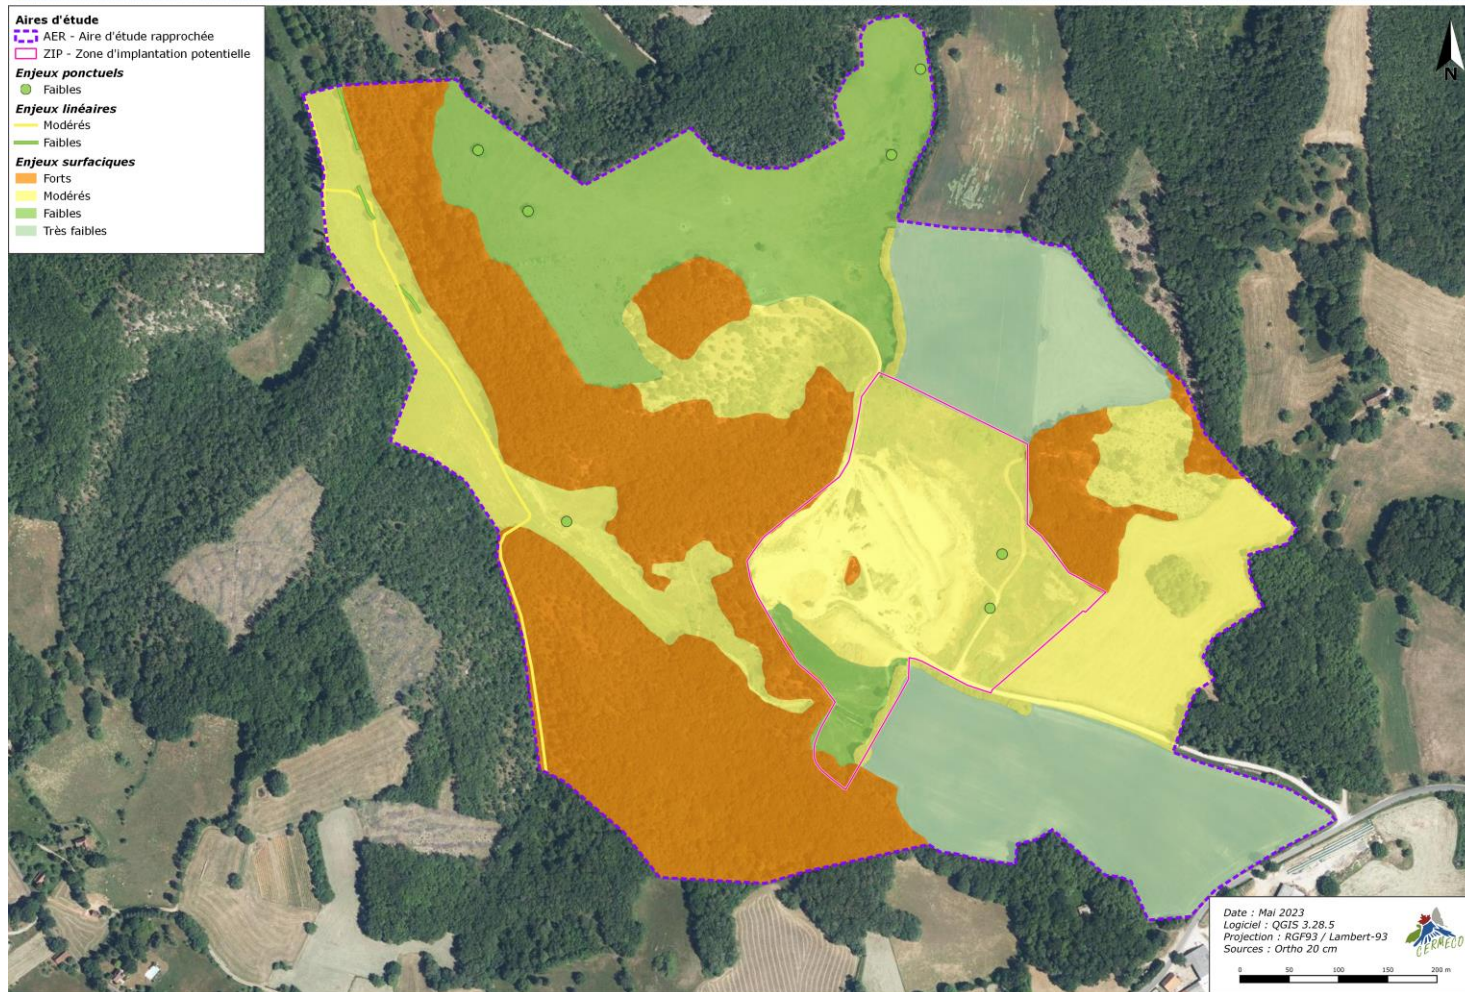 Aires d'étude
AER - Aire d'étude rapprochée
ZIP - Zone d'implantation potentielle
Enjeux ponctuels
Faibles
Enjeux linéaires
Modérés
Faibles
Enjeux surfaciques
Forts
Modérés
Faibles
Très faibles
N
Date : Mai 2023
Logiciel : QGIS 3.28.5
Projection : RGF93 / Lambert-93
Sources : Ortho 20 cm
CERMECO
0 50 100 150 200 m